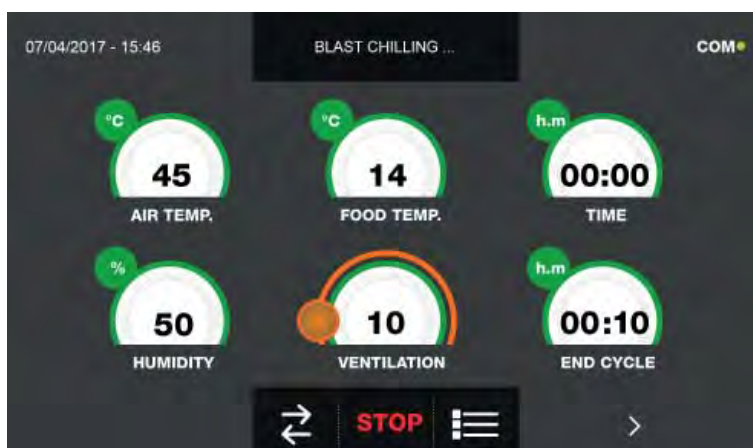 07/04/2017 - 15:46
BLAST CHILLING ...
COM
°C
45
AIR TEMP.
°C
14
FOOD TEMP.
h.m
00:00
TIME
%
50
HUMIDITY
10
VENTILATION
h.m
00:10
END CYCLE
STOP